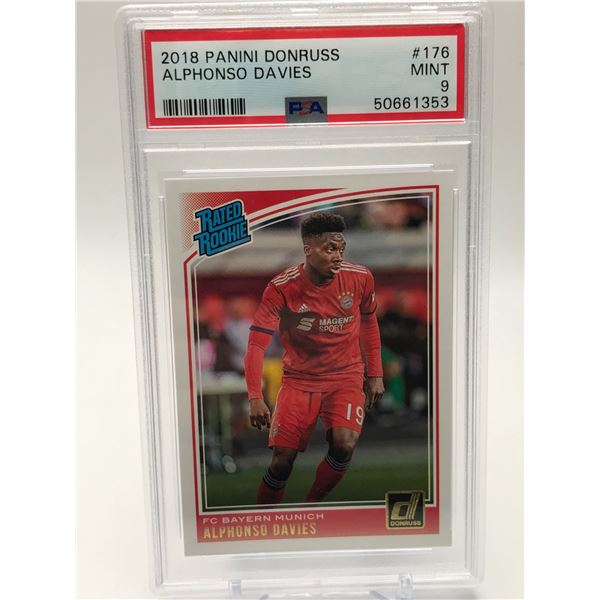 2018 PANINI DONRUSS #176
ALPHONSO DAVIES MINT
9
PSA 50661353
RATED
ROOKIE
MAGENTA
SPORT
19
FC BAYERN MUNICH
ALPHONSO DAVIES
d
DONRUSS